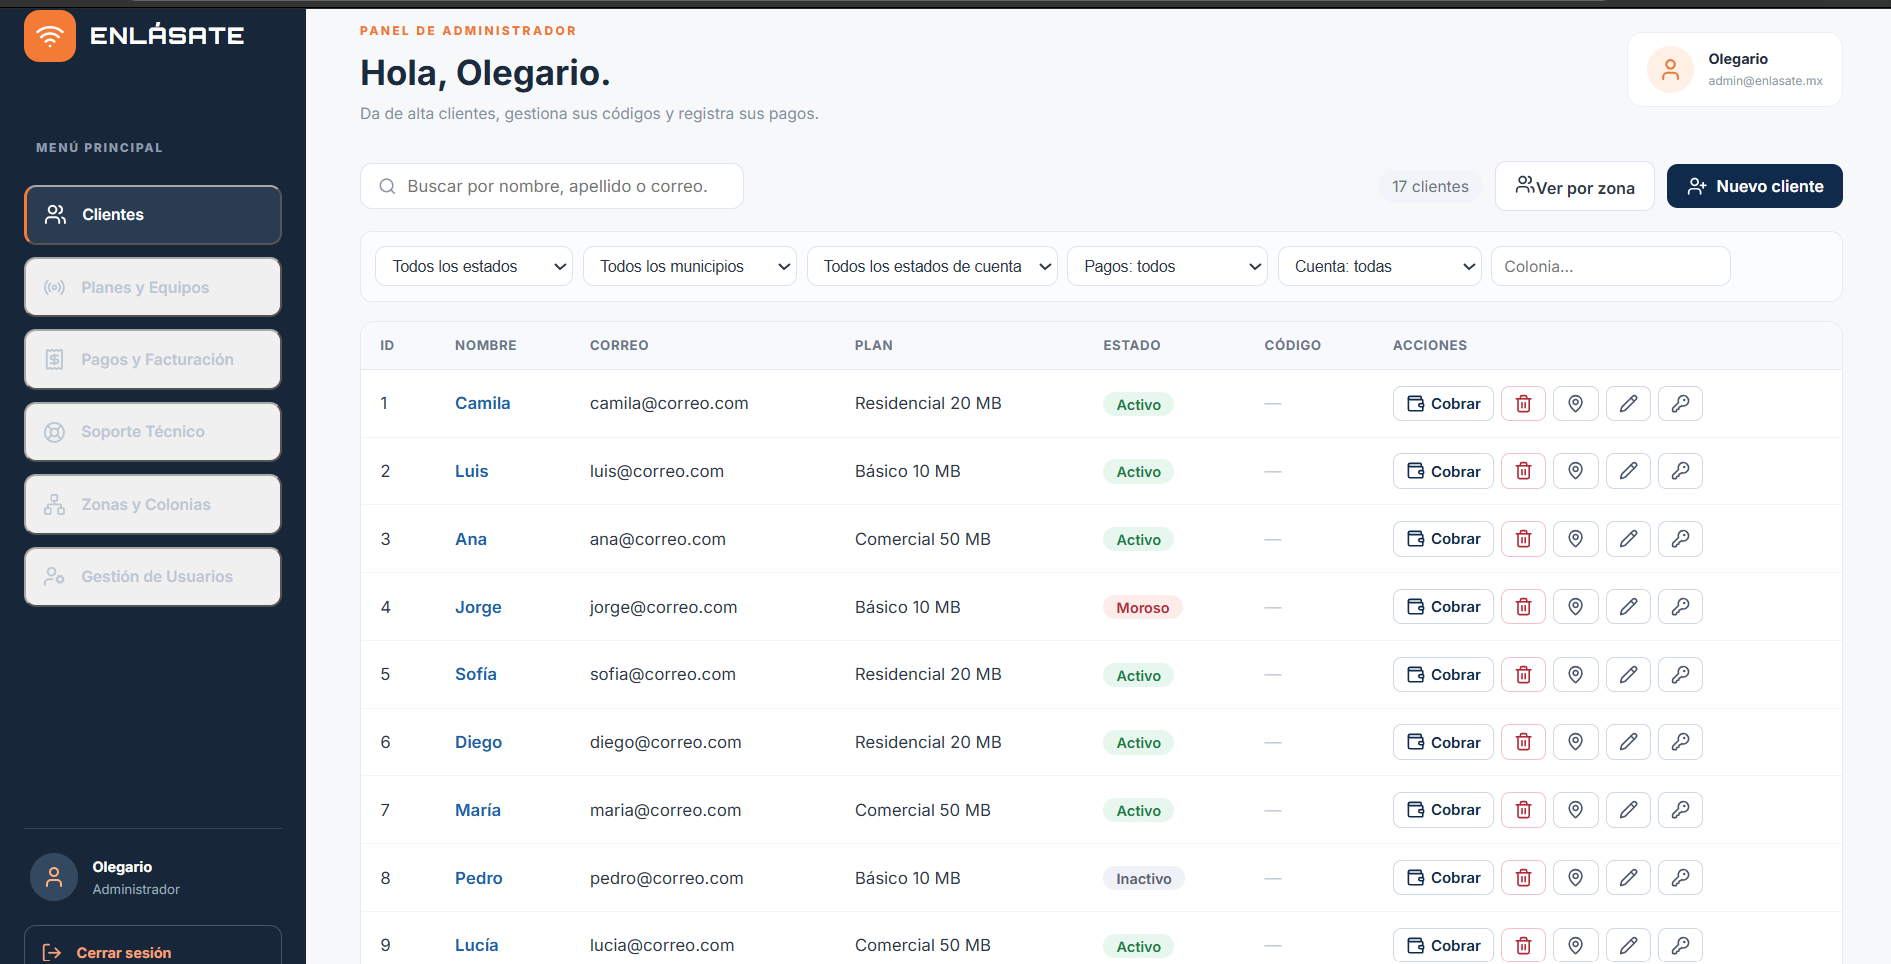 ENLÁSATE
MENÚ PRINCIPAL
Clientes
Planes y Equipos
Pagos y Facturación
Soporte Técnico
Zonas y Colonias
Gestión de Usuarios
Olegario
Administrador
Cerrar sesión
PANEL DE ADMINISTRADOR
Hola, Olegario.
Da de alta clientes, gestiona sus códigos y registra sus pagos.
Olegario
admin@enlasate.mx
Buscar por nombre, apellido o correo.
17 clientes
Ver por zona
Nuevo cliente
Todos los estados
Todos los municipios
Todos los estados de cuenta
Pagos: todos
Cuenta: todas
Colonia...
ID NOMBRE CORREO PLAN ESTADO CÓDIGO ACCIONES
1 Camila camila@correo.com Residencial 20 MB Activo — Cobrar
2 Luis luis@correo.com Básico 10 MB Activo — Cobrar
3 Ana ana@correo.com Comercial 50 MB Activo — Cobrar
4 Jorge jorge@correo.com Básico 10 MB Moroso — Cobrar
5 Sofía sofia@correo.com Residencial 20 MB Activo — Cobrar
6 Diego diego@correo.com Residencial 20 MB Activo — Cobrar
7 María maria@correo.com Comercial 50 MB Activo — Cobrar
8 Pedro pedro@correo.com Básico 10 MB Inactivo — Cobrar
9 Lucía lucia@correo.com Comercial 50 MB Activo — Cobrar